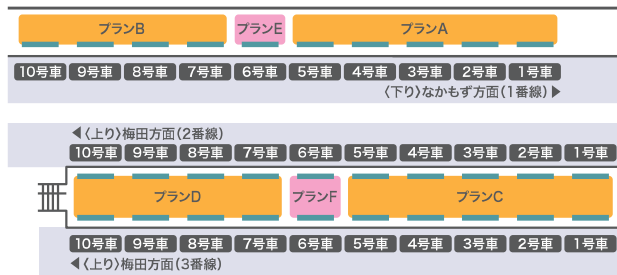 プランB プランE プランA
10号車 9号車 8号車 7号車 6号車 5号車 4号車 3号車 2号車 1号車
〈下り〉なかもず方面(1番線)▶
◀〈上り〉梅田方面(2番線)
10号車 9号車 8号車 7号車 6号車 5号車 4号車 3号車 2号車 1号車
プランD プランF プランC
10号車 9号車 8号車 7号車 6号車 5号車 4号車 3号車 2号車 1号車
◀〈上り〉梅田方面(3番線)